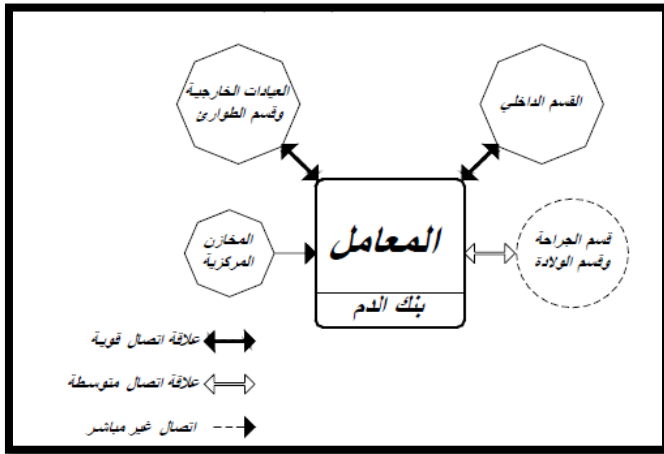 العيادات الخارجية
وقسم الطوارئ
القسم الداخلي
المخازن
المركزية
المعامل
بنك الدم
قسم الجراحة
وقسم الولادة
علاقة اتصال قوية
علاقة اتصال متوسطة
اتصال غير مباشر